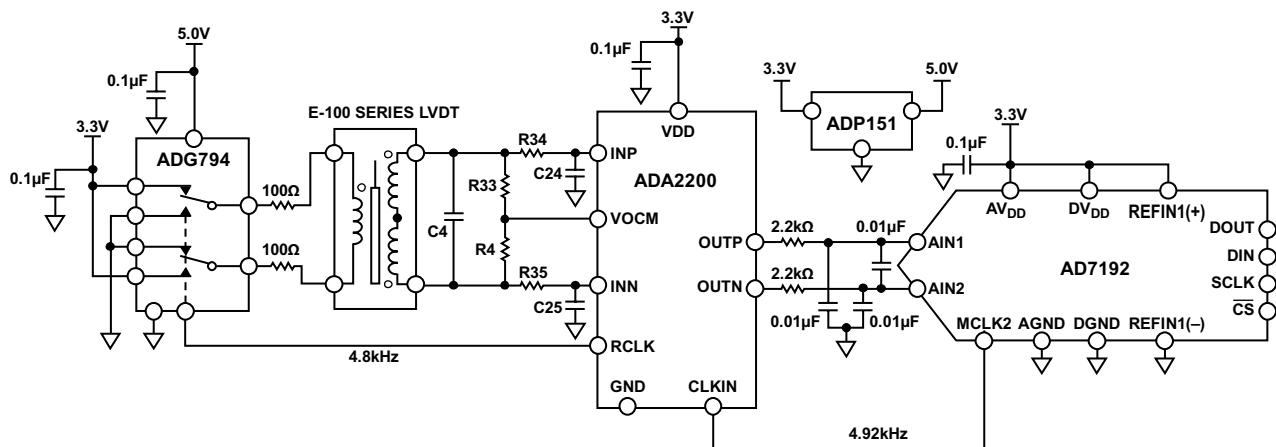 5.0V
0.1µF
3.3V
ADG794
0.1µF
100Ω
100Ω
E-100 SERIES LVDT
C4
R33
R4
R34
C24
R35
C25
4.8kHz
3.3V
0.1µF
VDD
INP
ADA2200
VOCM
OUTP
OUTN
INN
RCLK
GND
CLKIN
3.3V
5.0V
ADP151
2.2kΩ
2.2kΩ
0.01µF
0.01µF
0.01µF
3.3V
0.1µF
AVDD
DVDD
REFIN1(+)
DOUT
AIN1
DIN
AD7192
SCLK
AIN2
CS
MCLK2
AGND
DGND
REFIN1(–)
4.92kHz